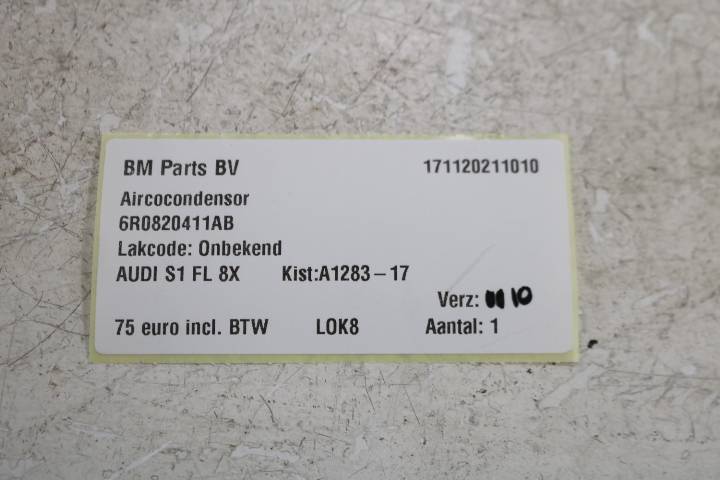 BM Parts BV 171120211010
Aircocondensor
6R0820411AB
Lakcode: Onbekend
AUDI S1 FL 8X Kist:A1283-17
Verz: 10
75 euro incl. BTW LOK8 Aantal: 1